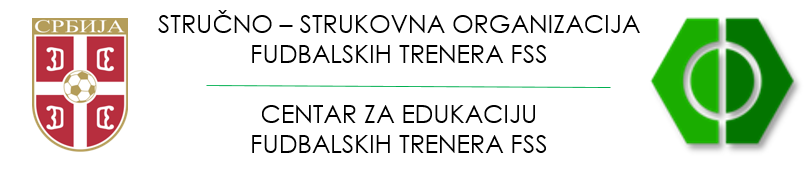 СРБИЈА
STRUČNO – STRUKOVNA ORGANIZACIJA
FUDBALSKIH TRENERA FSS
CENTAR ZA EDUKACIJU
FUDBALSKIH TRENERA FSS